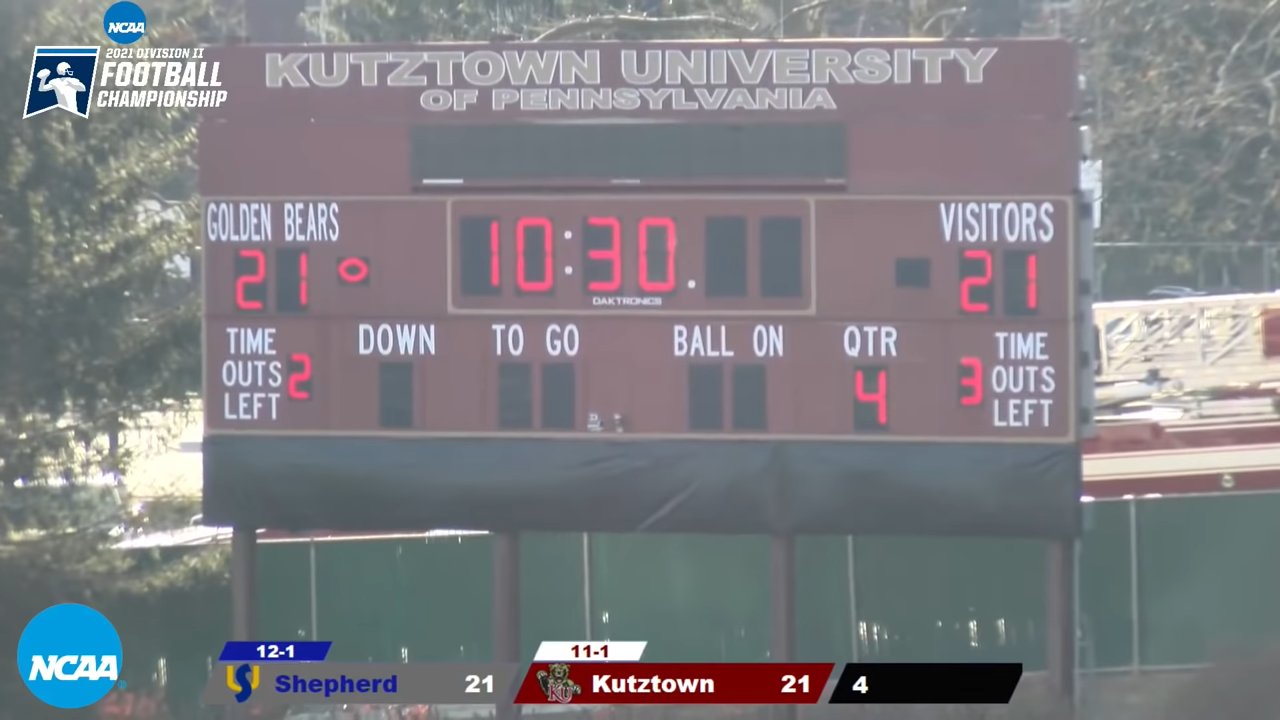 NCAA
2021 DIVISION II
FOOTBALL
CHAMPIONSHIP
KUTZTOWN UNIVERSITY
OF PENNSYLVANIA
GOLDEN BEARS
VISITORS
10:30.
21
21
DAKTRONICS
TIME OUTS LEFT
2
DOWN
TO GO
BALL ON
QTR
4
3
TIME OUTS LEFT
NCAA
12-1
11-1
Shepherd 21
KU
Kutztown 21
4